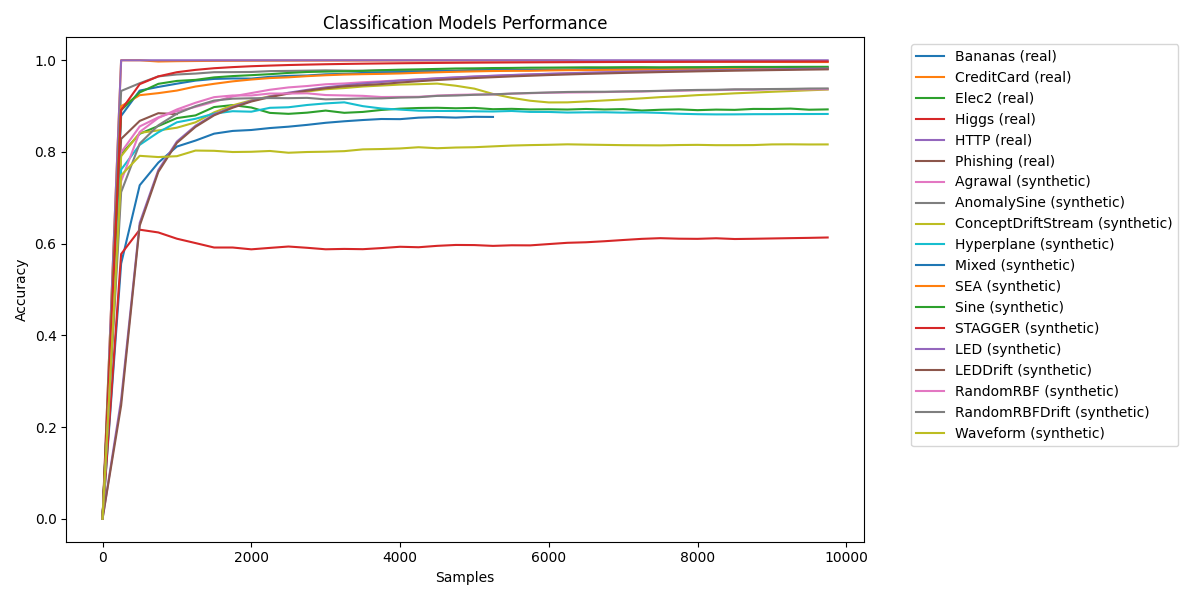 Classification Models Performance
1.0
0.8
0.6
0.4
0.2
0.0
Accuracy
0
2000
4000
6000
8000
10000
Samples
Bananas (real)
CreditCard (real)
Elec2 (real)
Higgs (real)
HTTP (real)
Phishing (real)
Agrawal (synthetic)
AnomalySine (synthetic)
ConceptDriftStream (synthetic)
Hyperplane (synthetic)
Mixed (synthetic)
SEA (synthetic)
Sine (synthetic)
STAGGER (synthetic)
LED (synthetic)
LEDDrift (synthetic)
RandomRBF (synthetic)
RandomRBFDrift (synthetic)
Waveform (synthetic)